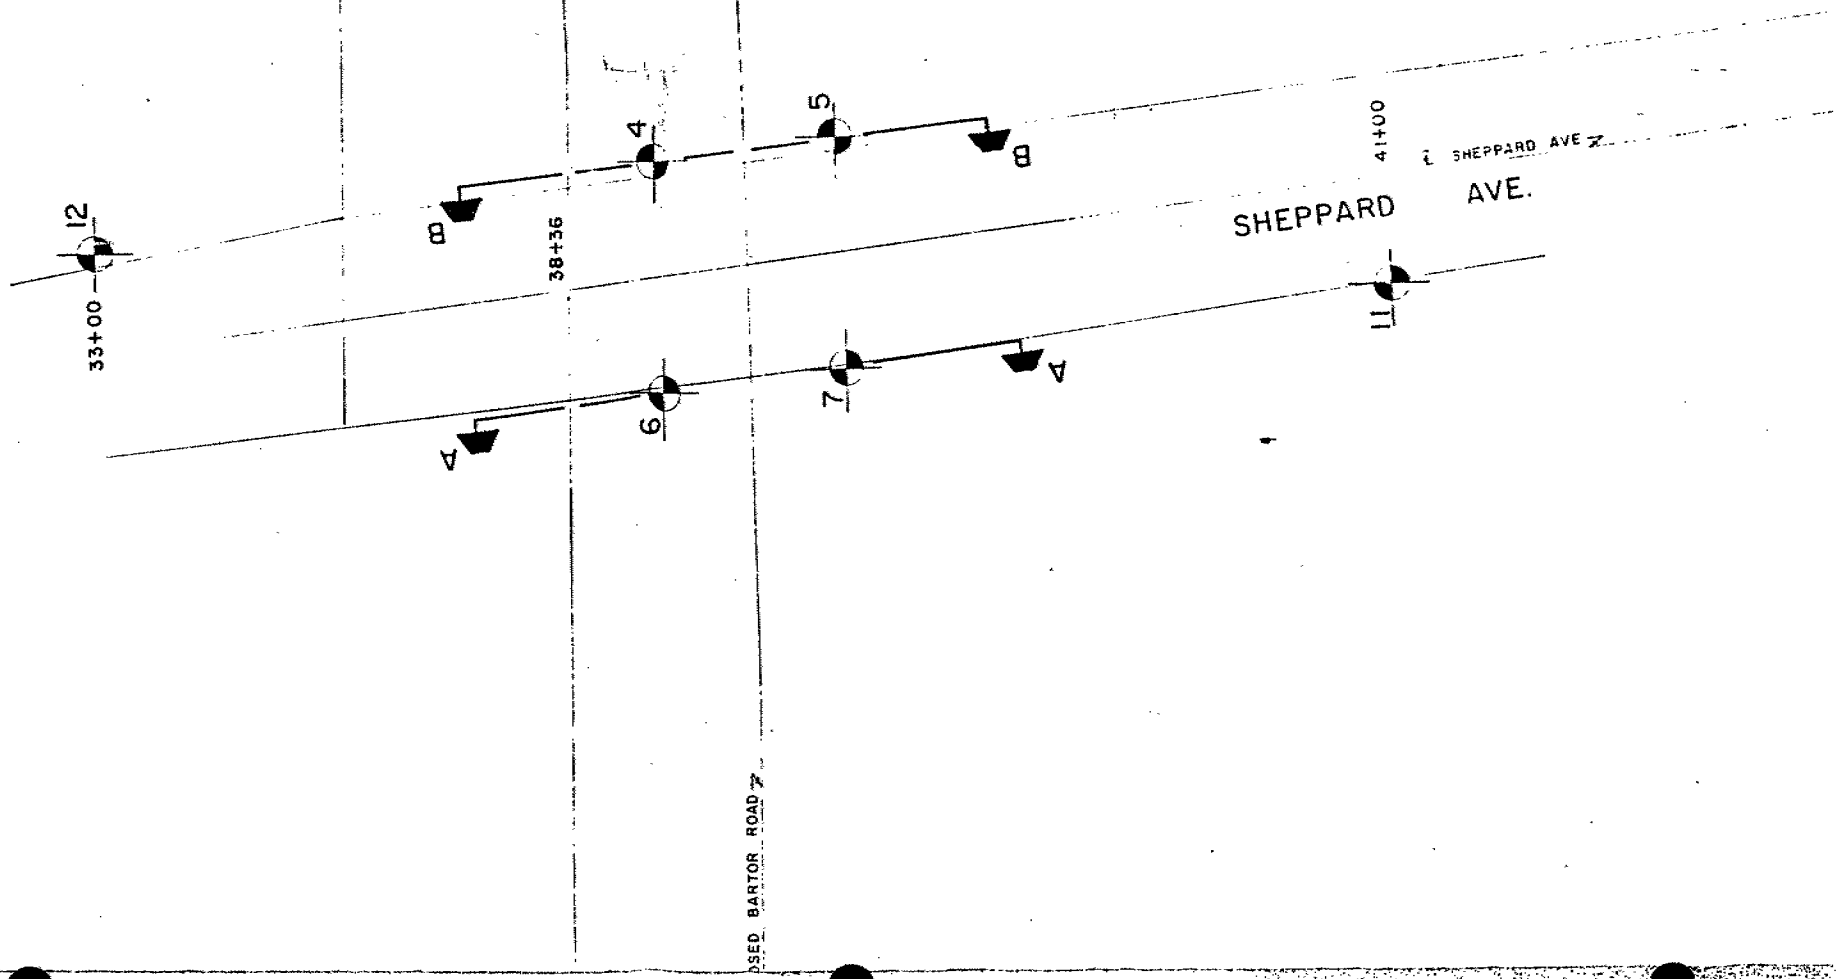 12
33+00
B
38+36
4
5
B
41+00
℄ SHEPPARD AVE
SHEPPARD AVE.
11
A
6
7
A
OSED BARTOR ROAD